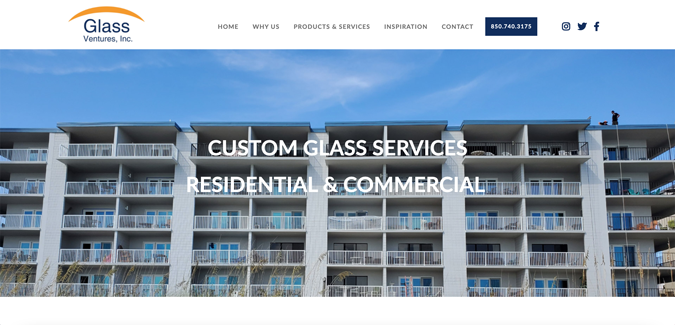 Glass
Ventures, Inc.
HOME WHY US PRODUCTS & SERVICES INSPIRATION CONTACT 850.740.3175
CUSTOM GLASS SERVICES
RESIDENTIAL & COMMERCIAL